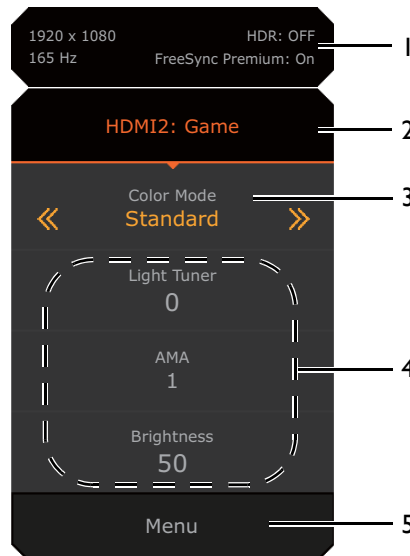 1920 x 1080 HDR: OFF 1
165 Hz FreeSync Premium: On
HDMI2: Game 2
Color Mode 3
Standard
Light Tuner
0
AMA 4
1
Brightness
50
Menu 5